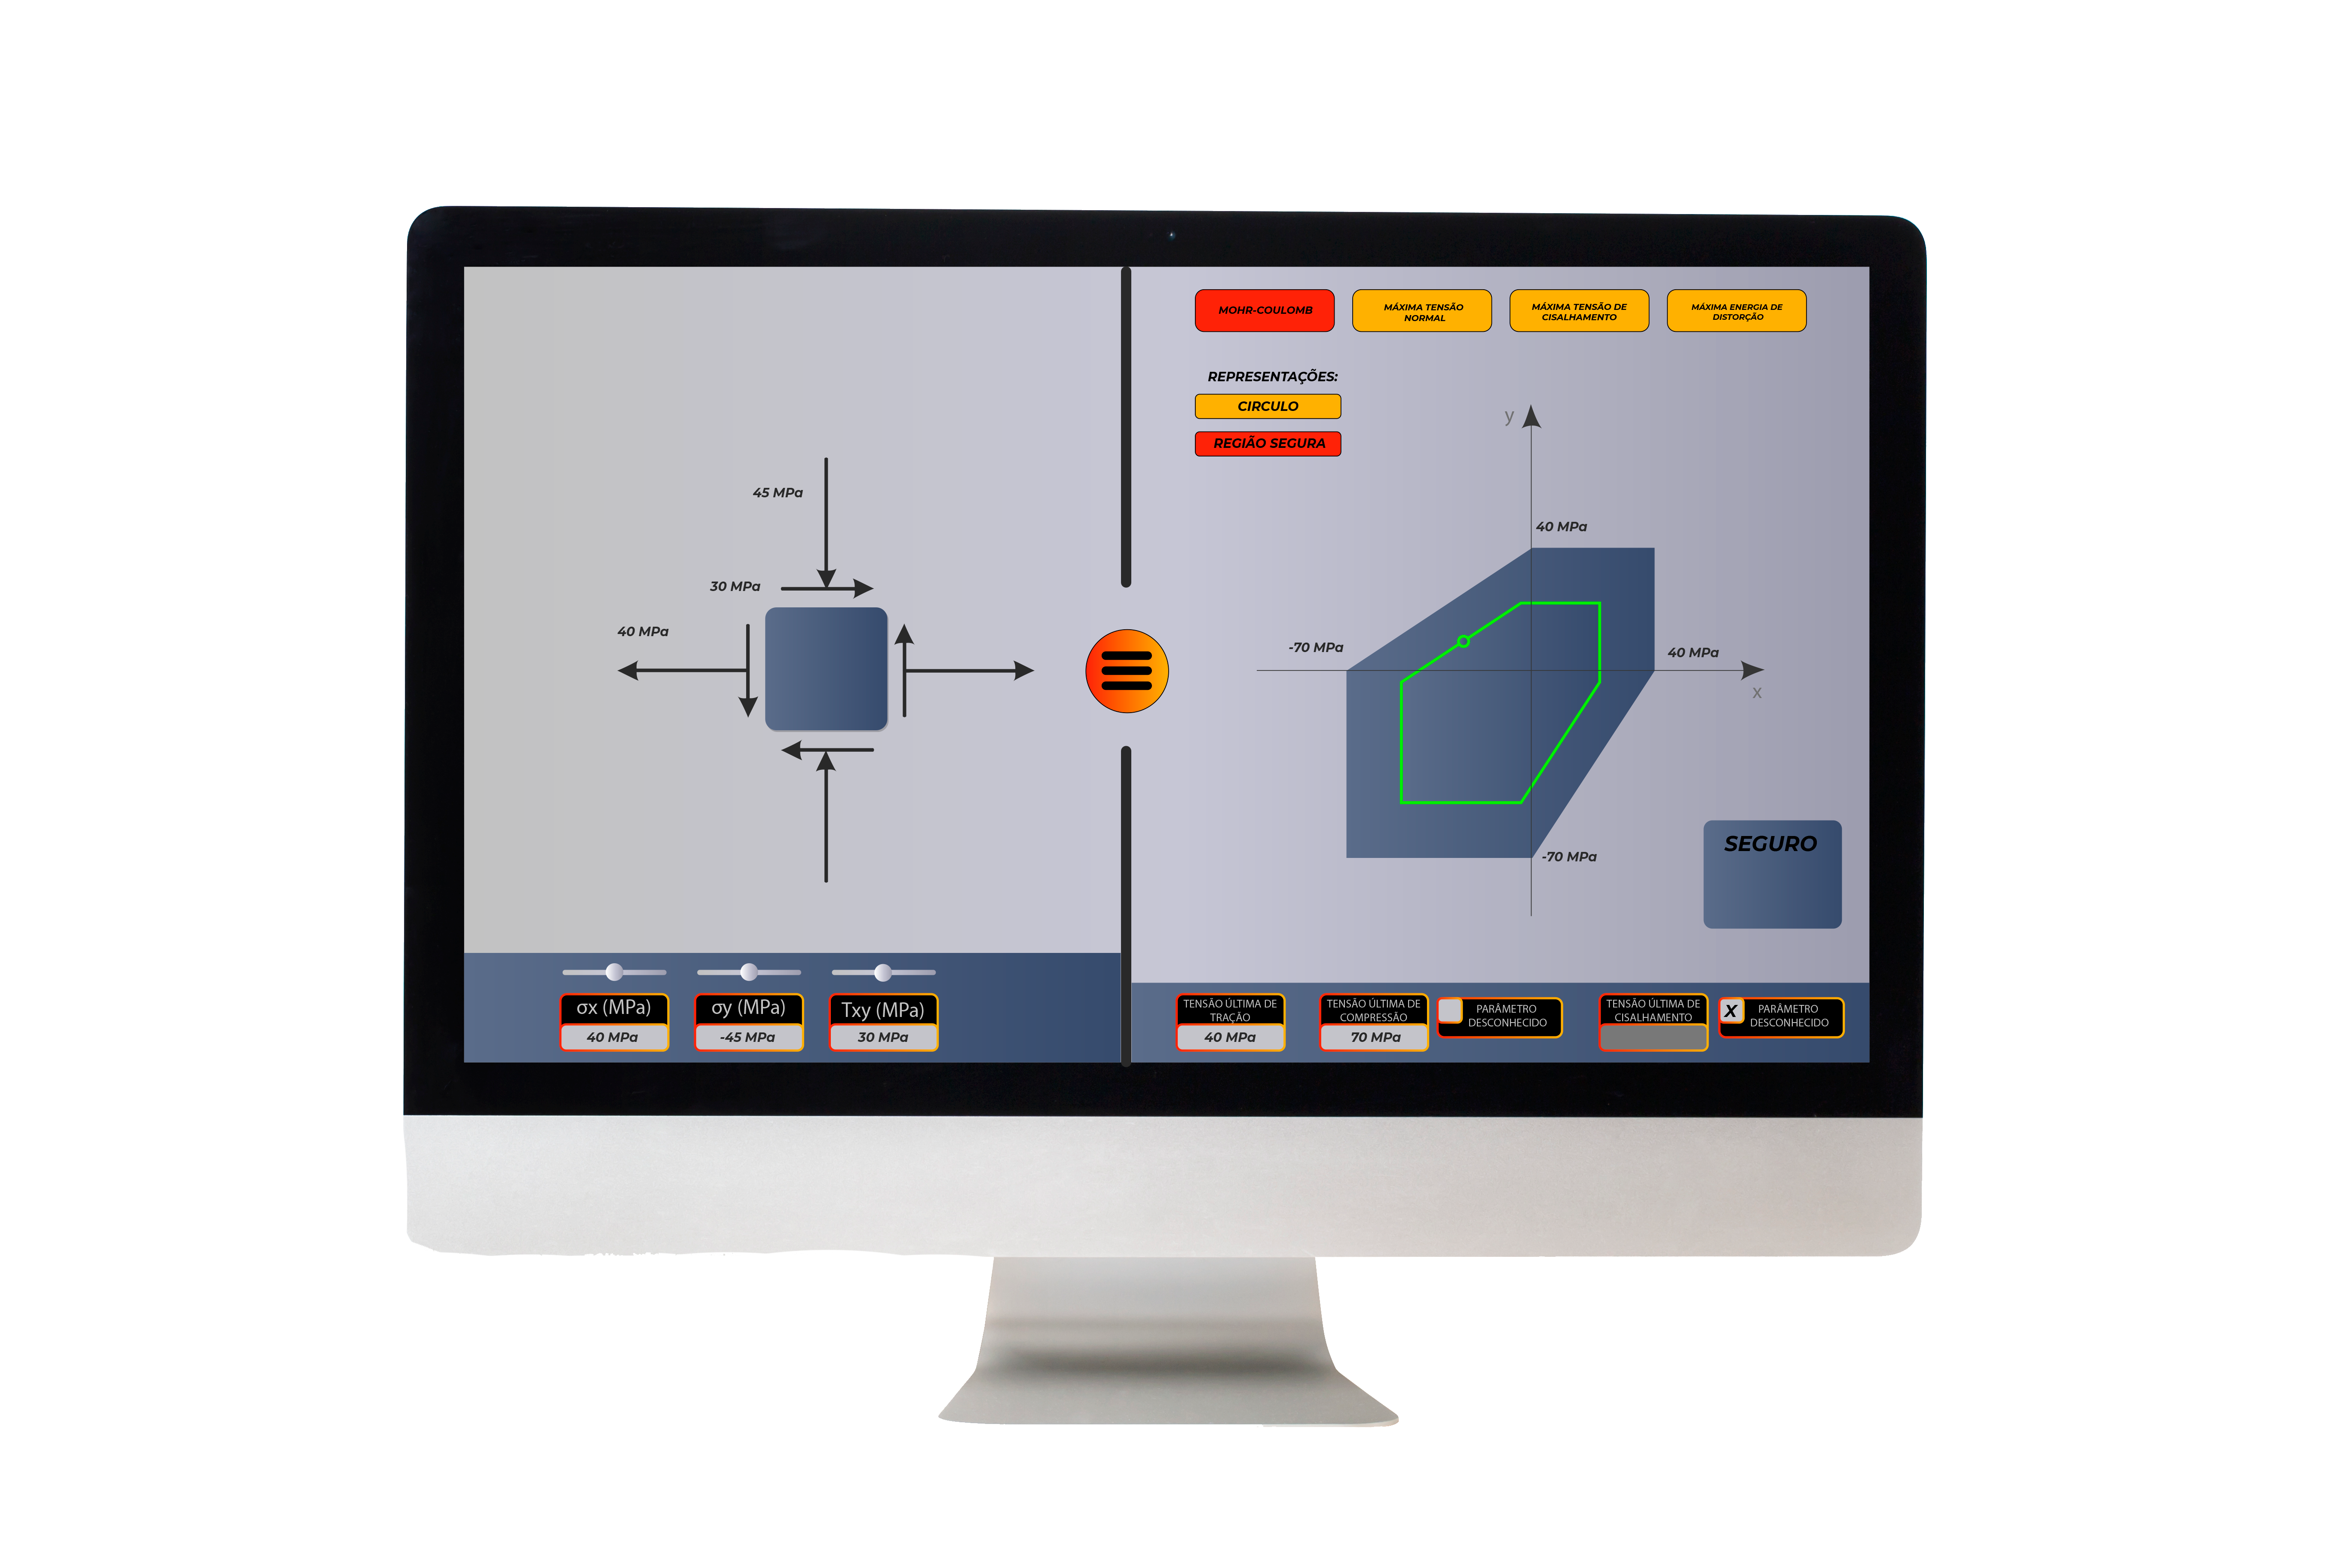 MOHR-COULOMB
MÁXIMA TENSÃO
NORMAL
MÁXIMA TENSÃO DE
CISALHAMENTO
MÁXIMA ENERGIA DE
DISTORÇÃO
REPRESENTAÇÕES:
CIRCULO
REGIÃO SEGURA
45 MPa
30 MPa
40 MPa
y
40 MPa
-70 MPa
40 MPa
x
-70 MPa
SEGURO
σx (MPa)
40 MPa
σy (MPa)
-45 MPa
Txy (MPa)
30 MPa
TENSÃO ÚLTIMA DE
TRAÇÃO
40 MPa
TENSÃO ÚLTIMA DE
COMPRESSÃO
70 MPa
PARÂMETRO
DESCONHECIDO
TENSÃO ÚLTIMA DE
CISALHAMENTO
X
PARÂMETRO
DESCONHECIDO